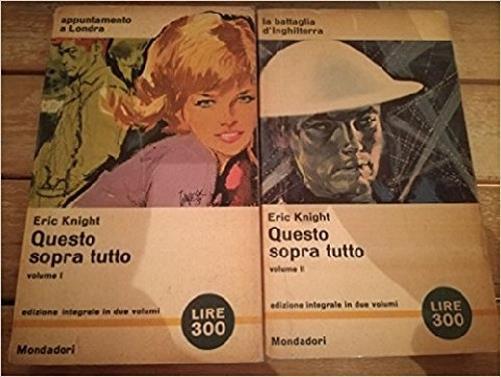 appuntamento
a Londra
Eric Knight
Questo
sopra tutto
volume I
edizione integrale in due volumi
LIRE
300
Mondadori
la battaglia
d'Inghilterra
Eric Knight
Questo
sopra tutto
volume II
edizione integrale in due volumi
LIRE
300
Mondadori